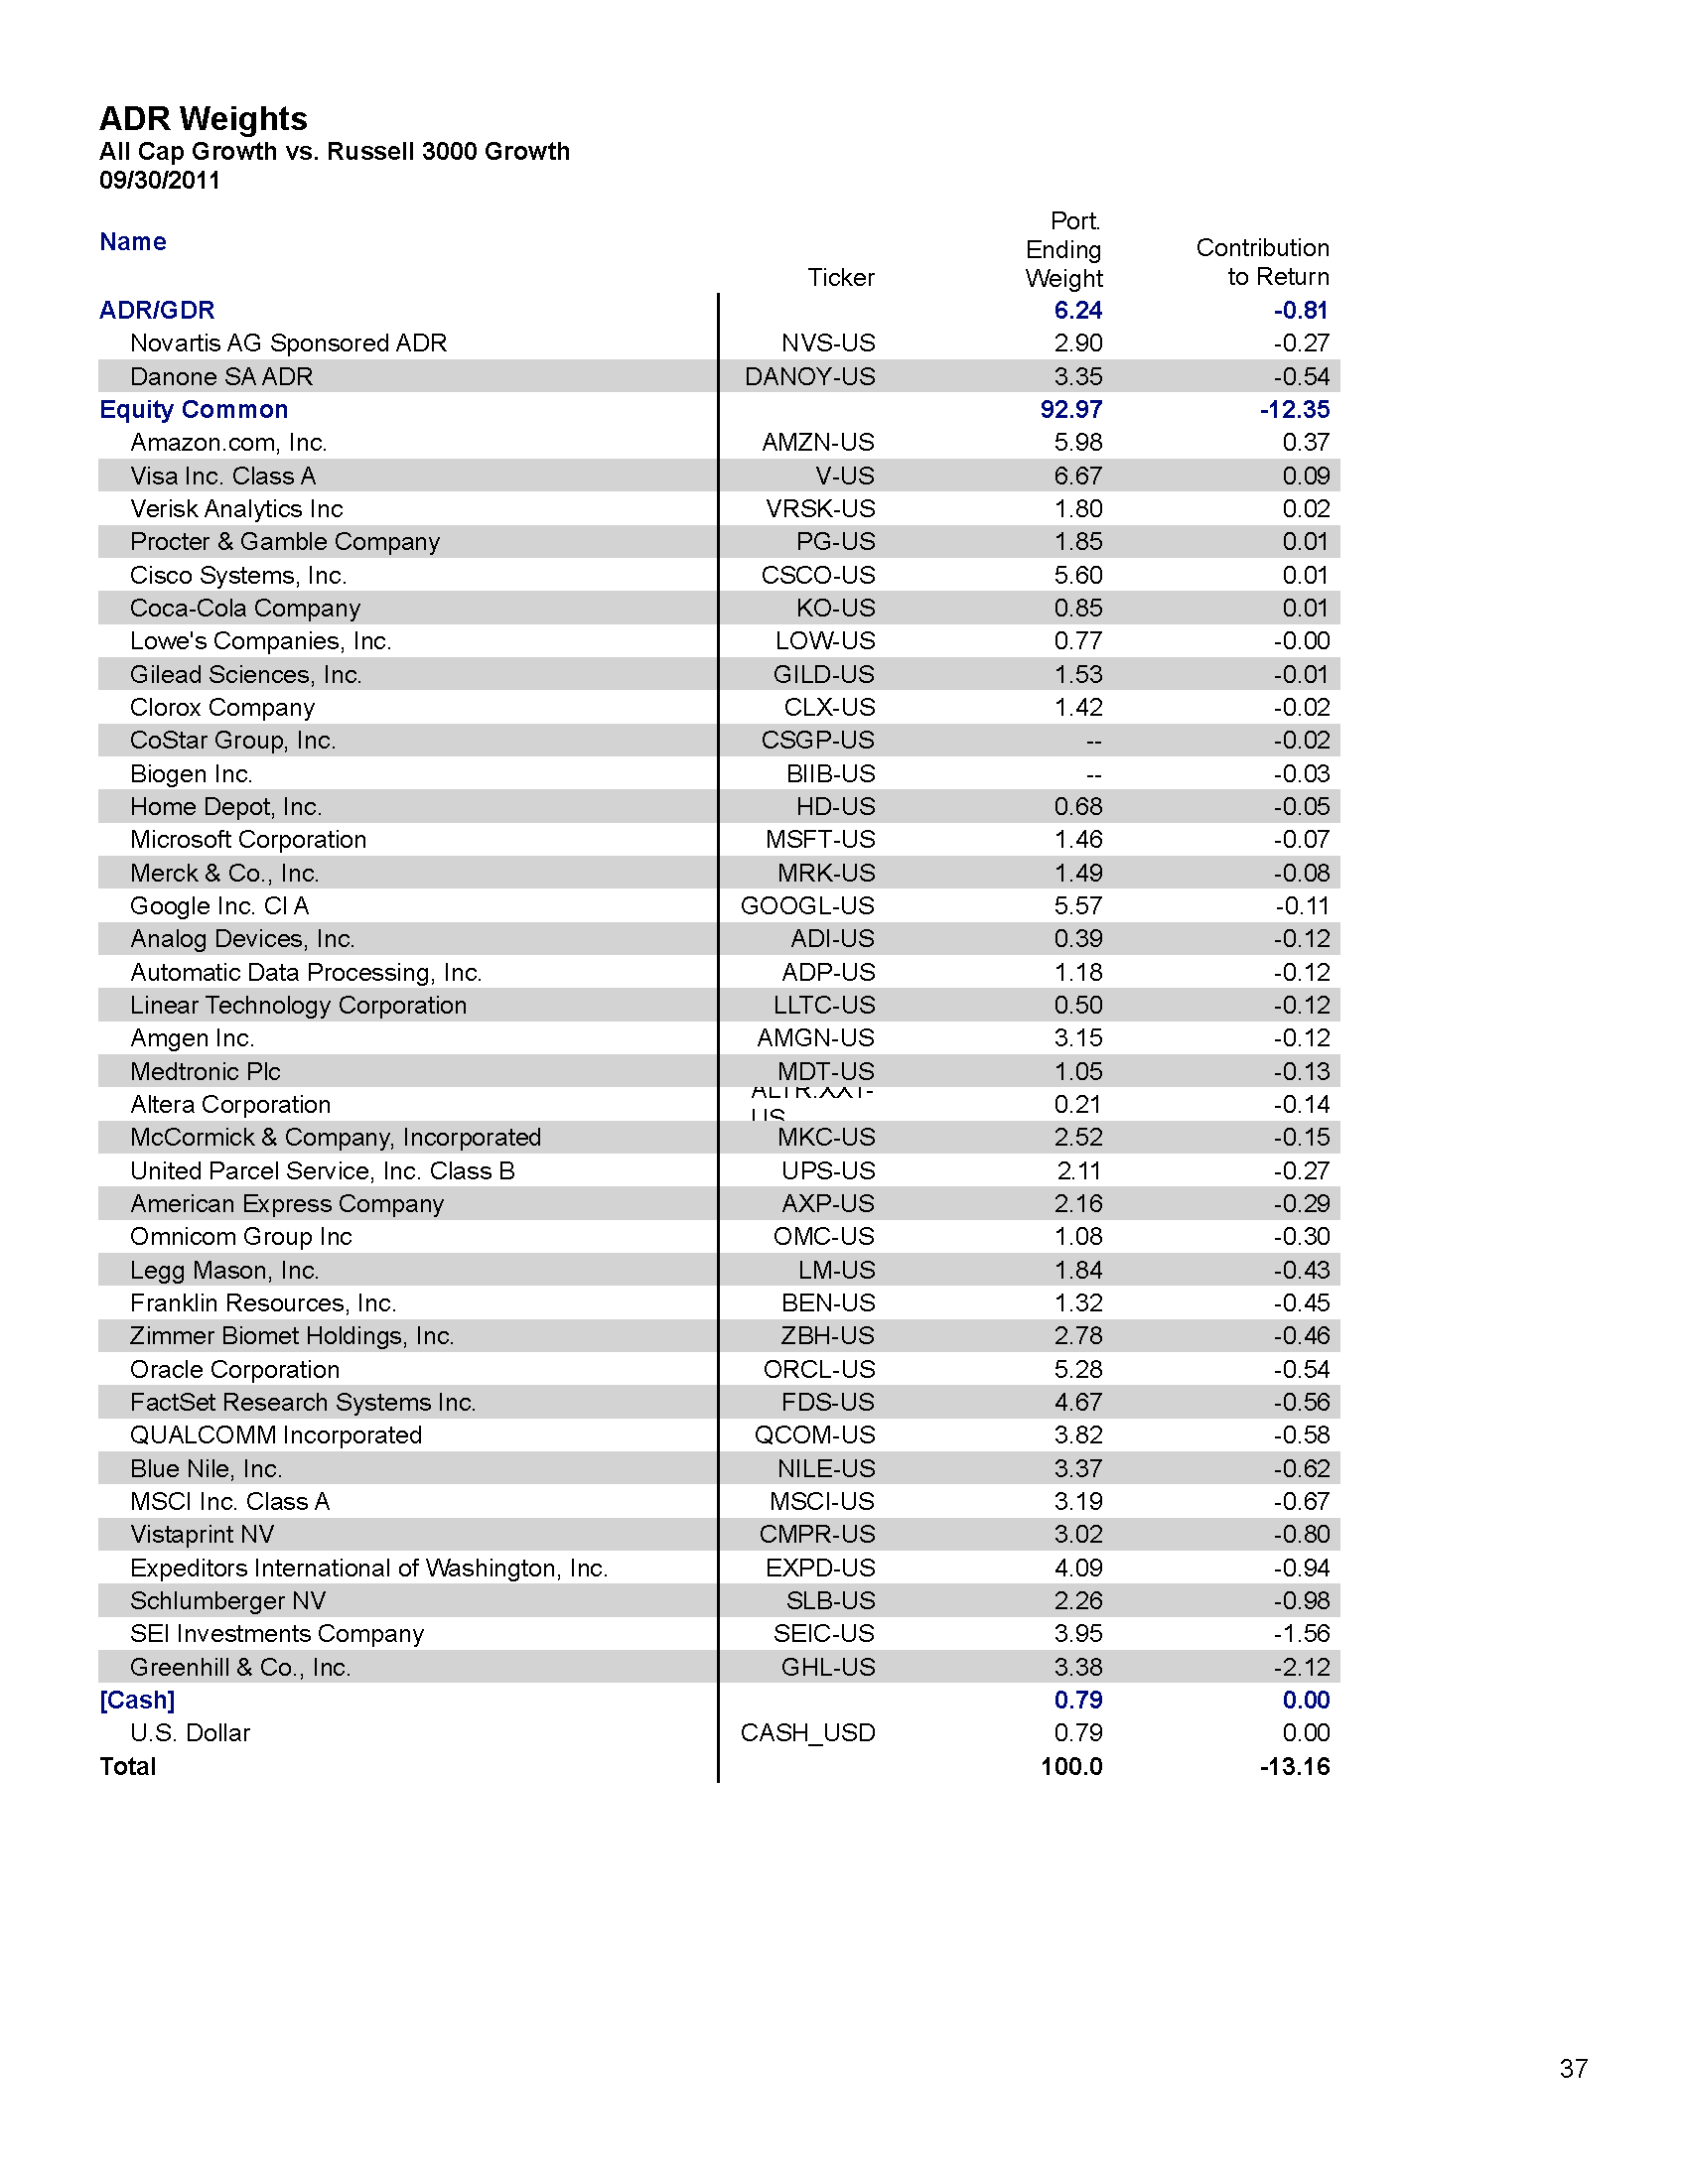 ADR Weights
All Cap Growth vs. Russell 3000 Growth
09/30/2011
Name Ticker Port. Ending Weight Contribution to Return
ADR/GDR 6.24 -0.81
Novartis AG Sponsored ADR NVS-US 2.90 -0.27
Danone SA ADR DANOY-US 3.35 -0.54
Equity Common 92.97 -12.35
Amazon.com, Inc. AMZN-US 5.98 0.37
Visa Inc. Class A V-US 6.67 0.09
Verisk Analytics Inc VRSK-US 1.80 0.02
Procter & Gamble Company PG-US 1.85 0.01
Cisco Systems, Inc. CSCO-US 5.60 0.01
Coca-Cola Company KO-US 0.85 0.01
Lowe's Companies, Inc. LOW-US 0.77 -0.00
Gilead Sciences, Inc. GILD-US 1.53 -0.01
Clorox Company CLX-US 1.42 -0.02
CoStar Group, Inc. CSGP-US -- -0.02
Biogen Inc. BIIB-US -- -0.03
Home Depot, Inc. HD-US 0.68 -0.05
Microsoft Corporation MSFT-US 1.46 -0.07
Merck & Co., Inc. MRK-US 1.49 -0.08
Google Inc. Cl A GOOGL-US 5.57 -0.11
Analog Devices, Inc. ADI-US 0.39 -0.12
Automatic Data Processing, Inc. ADP-US 1.18 -0.12
Linear Technology Corporation LLTC-US 0.50 -0.12
Amgen Inc. AMGN-US 3.15 -0.12
Medtronic Plc MDT-US 1.05 -0.13
Altera Corporation ALTR.XX1-US 0.21 -0.14
McCormick & Company, Incorporated MKC-US 2.52 -0.15
United Parcel Service, Inc. Class B UPS-US 2.11 -0.27
American Express Company AXP-US 2.16 -0.29
Omnicom Group Inc OMC-US 1.08 -0.30
Legg Mason, Inc. LM-US 1.84 -0.43
Franklin Resources, Inc. BEN-US 1.32 -0.45
Zimmer Biomet Holdings, Inc. ZBH-US 2.78 -0.46
Oracle Corporation ORCL-US 5.28 -0.54
FactSet Research Systems Inc. FDS-US 4.67 -0.56
QUALCOMM Incorporated QCOM-US 3.82 -0.58
Blue Nile, Inc. NILE-US 3.37 -0.62
MSCI Inc. Class A MSCI-US 3.19 -0.67
Vistaprint NV CMPR-US 3.02 -0.80
Expeditors International of Washington, Inc. EXPD-US 4.09 -0.94
Schlumberger NV SLB-US 2.26 -0.98
SEI Investments Company SEIC-US 3.95 -1.56
Greenhill & Co., Inc. GHL-US 3.38 -2.12
[Cash] 0.79 0.00
U.S. Dollar CASH_USD 0.79 0.00
Total 100.0 -13.16
37